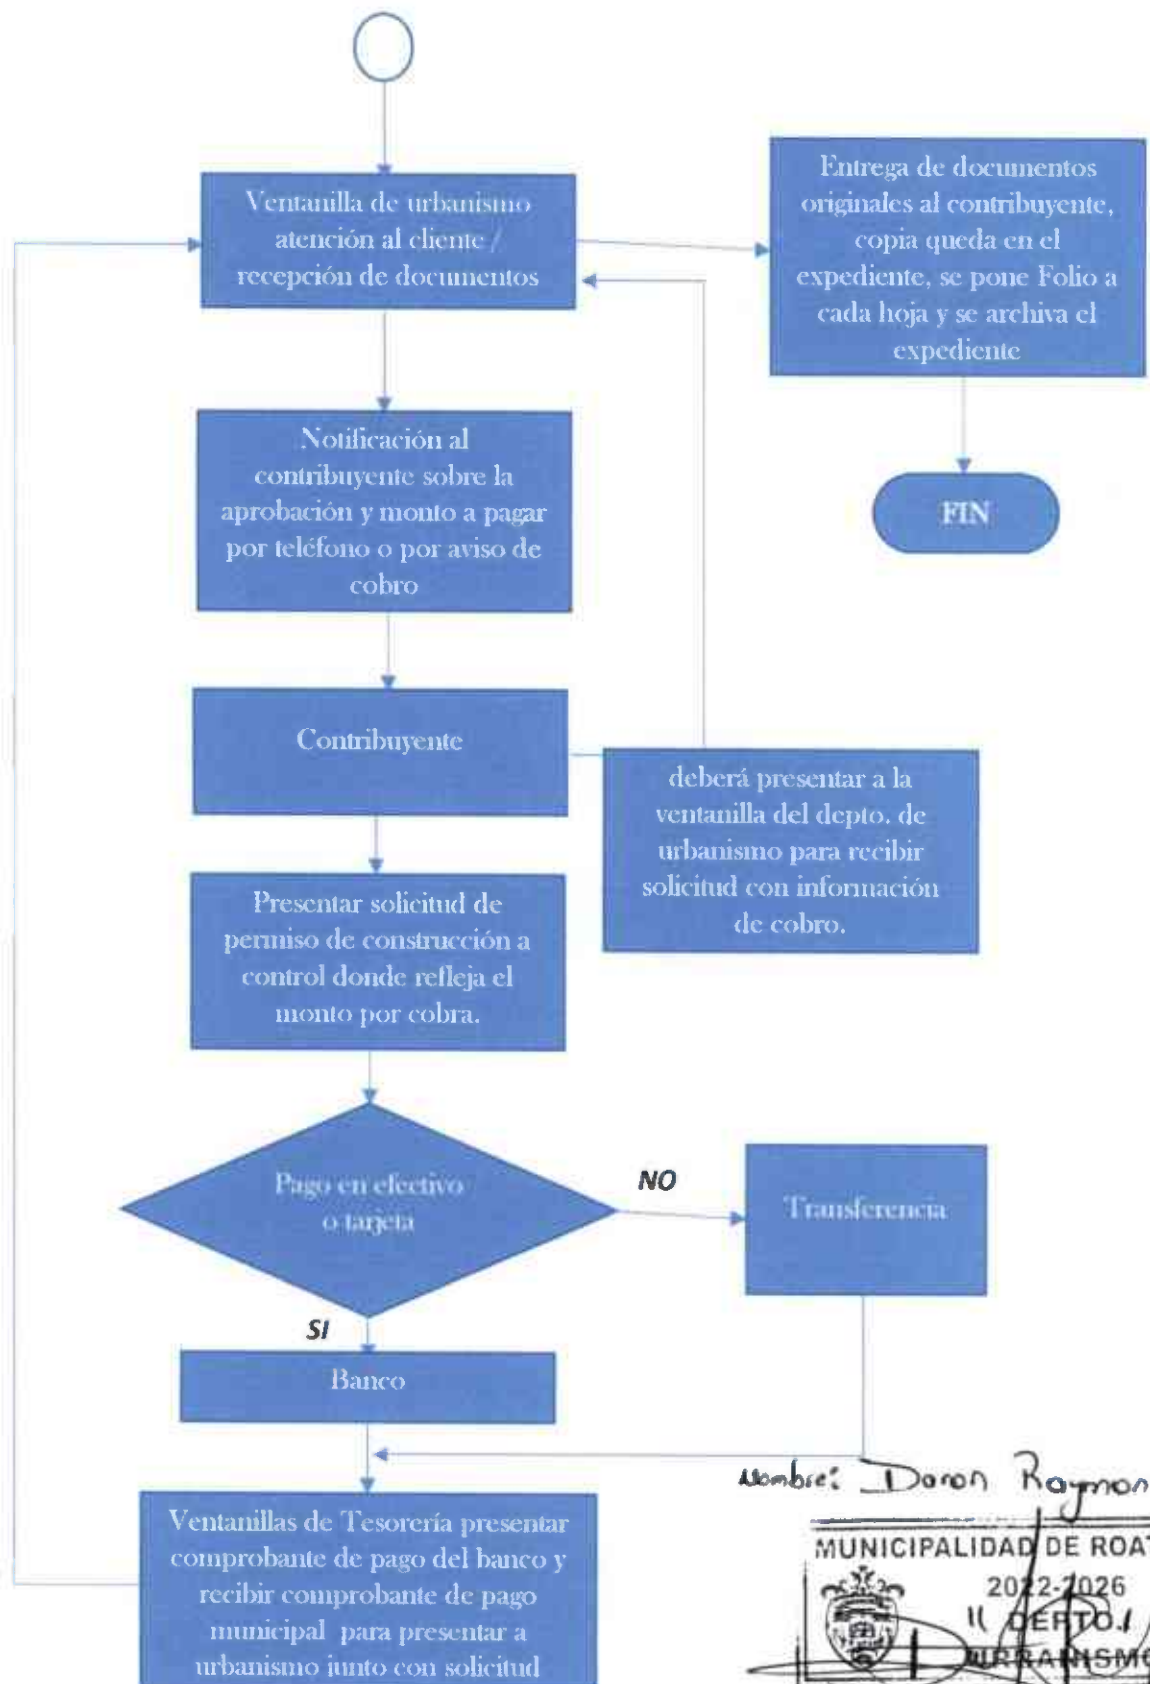 Ventanilla de urbanismo
atención al cliente /
recepción de documentos
Entrega de documentos
originales al contribuyente,
copia queda en el
expediente, se pone Folio a
cada hoja y se archiva el
expediente
FIN
Notificación al
contribuyente sobre la
aprobación y monto a pagar
por teléfono o por aviso de
cobro
Contribuyente
deberá presentar a la
ventanilla del depto. de
urbanismo para recibir
solicitud con información
de cobro.
Presentar solicitud de
permiso de construcción a
control donde refleja el
monto por cobra.
Pago en efectivo
o tarjeta
NO
Transferencia
SI
Banco
Ventanillas de Tesorería presentar
comprobante de pago del banco y
recibir comprobante de pago
municipal para presentar a
urbanismo junto con solicitud
Nombre:
MUNICIPALIDAD DE ROAT
2022-2026
DEPTO.
URBANISMO